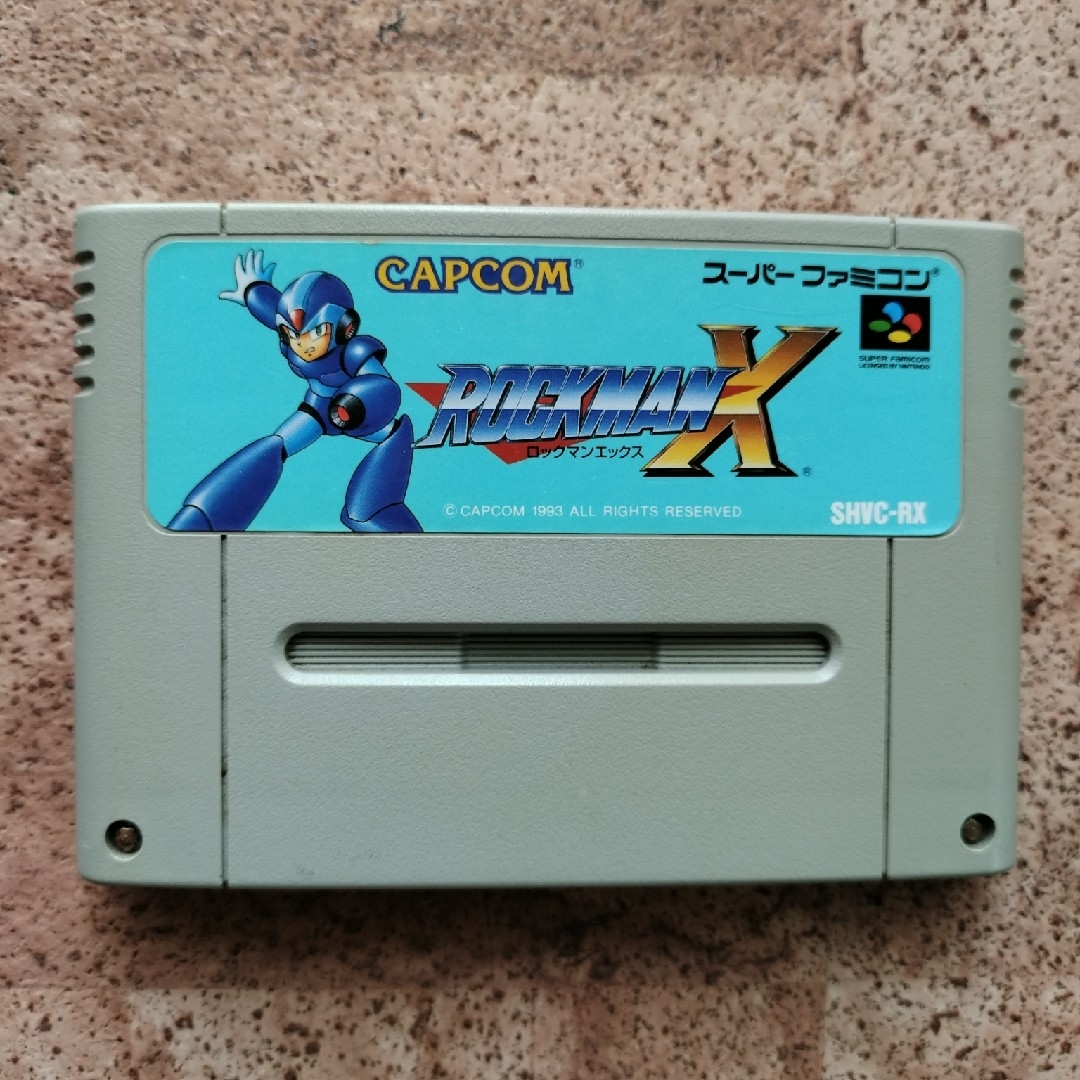 CAPCOM®
スーパーファミコン®
SUPER FAMICOM
LICENSED BY NINTENDO
ROCKMAN X®
ロックマンエックス
© CAPCOM 1993 ALL RIGHTS RESERVED
SHVC-RX